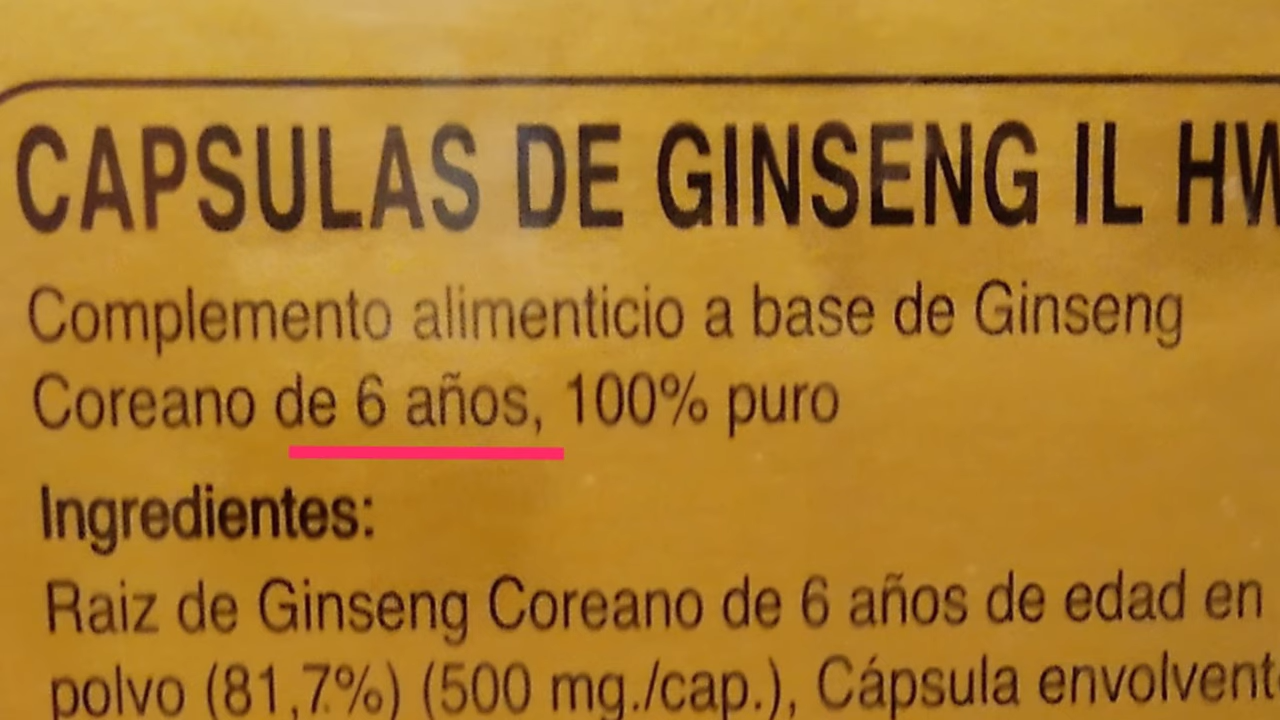 CAPSULAS DE GINSENG IL HW
Complemento alimenticio a base de Ginseng
Coreano de 6 años, 100% puro
Ingredientes:
Raiz de Ginseng Coreano de 6 años de edad en
polvo (81,7%) (500 mg./cap.), Cápsula envolvent